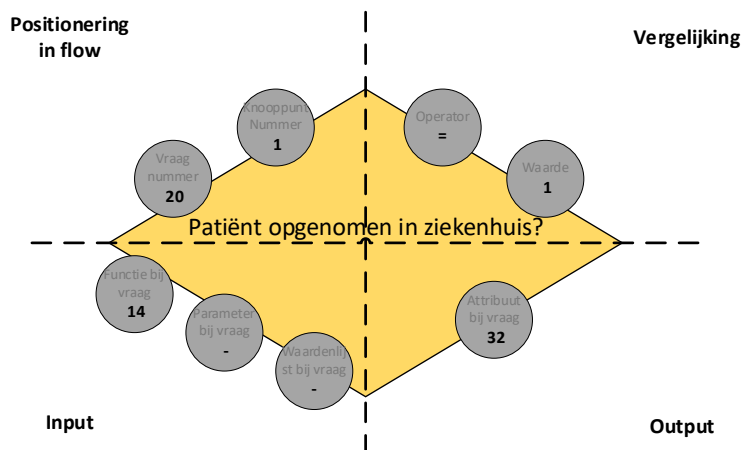 Positionering
in flow
Vergelijking
Knooppunt
Nummer
1
Operator
=
Vraag
nummer
20
Waarde
1
Patiënt opgenomen in ziekenhuis?
Functie bij
vraag
14
Parameter
bij vraag
-
Waardenlij
st bij vraag
-
Attribuut
bij vraag
32
Input
Output